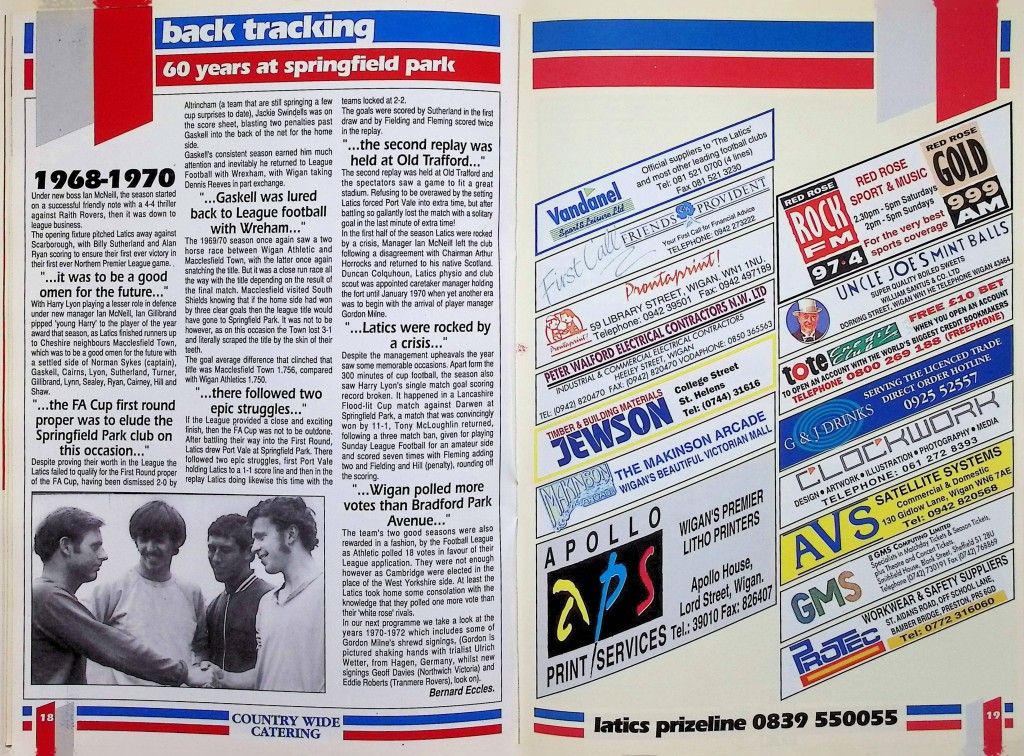 back tracking
60 years at springfield park
1968-1970
Under new boss Ian McNeill, the season started
on a successful friendly note with a 4-4 thriller
against Raith Rovers, then it was down to
league business.
The opening fixture pitched Latics away against
Scarborough, with Billy Sutherland and Alan
Ryan scoring to ensure their first ever victory in
their first ever Northern Premier League game.
"...it was to be a good
omen for the future..."
With Harry Lyon playing a lesser role in defence
under new manager Ian McNeill, Ian Gillibrand
pipped 'young Harry' to the player of the year
award that season, as Latics finished runners up
to Cheshire neighbours Macclesfield Town,
which was to be a good omen for the future with
a settled side of Norman Sykes (captain),
Gaskell, Cairns, Lyon, Sutherland, Turner,
Gillibrand, Lynn, Sealey, Ryan, Cairney, Hill and
Shaw.
"...the FA Cup first round
proper was to elude the
Springfield Park club on
this occasion..."
Despite proving their worth in the League the
Latics failed to qualify for the First Round proper
of the FA Cup, having been dismissed 2-0 by
Altrincham (a team that are still springing a few
cup surprises to date), Jackie Swindells was on
the score sheet, blasting two penalties past
Gaskell into the back of the net for the home
side.
Gaskell's consistent season earned him much
attention and inevitably he returned to League
Football with Wrexham, with Wigan taking
Dennis Reeves in part exchange.
"...Gaskell was lured
back to League football
with Wreham..."
The 1969/70 season once again saw a two
horse race between Wigan Athletic and
Macclesfield Town, with the latter once again
snatching the title. But it was a close run race all
the way with the title depending on the result of
the final match. Macclesfield visited South
Shields knowing that if the home side had won
by three clear goals then the league title would
have gone to Springfield Park. It was not to be
however, as on this occasion the Town lost 3-1
and literally scraped the title by the skin of their
teeth.
The goal average difference that clinched that
title was Macclesfield Town 1.756, compared
with Wigan Athletics 1.750.
"...there followed two
epic struggles..."
If the League provided a close and exciting
finish, then the FA Cup was not to be outdone.
After battling their way into the First Round,
Latics drew Port Vale at Springfield Park. There
followed two epic struggles, first Port Vale
holding Latics to a 1-1 score line and then in the
replay Latics doing likewise this time with the
teams locked at 2-2.
The goals were scored by Sutherland in the first
draw and by Fielding and Fleming scored twice
in the replay.
"...the second replay was
held at Old Trafford..."
The second replay was held at Old Trafford and
the spectators saw a game to fit a great
stadium. Refusing to be overawed by the setting
Latics forced Port Vale into extra time, but after
battling so gallantly lost the match with a solitary
goal in the last minute of extra time!
In the first half of the season Latics were rocked
by a crisis, Manager Ian McNeill left the club
following a disagreement with Chairman Arthur
Horrocks and returned to his native Scotland.
Duncan Colquhoun, Latics physio and club
scout was appointed caretaker manager holding
the fort until January 1970 when yet another era
was to begin with the arrival of player manager
Gordon Milne.
"...Latics were rocked by
a crisis..."
Despite the management upheavals the year
saw some memorable occasions. Apart form the
300 minutes of cup football, the season also
saw Harry Lyon's single match goal scoring
record broken. It happened in a Lancashire
Flood-lit Cup match against Darwen at
Springfield Park, a match that was convincingly
won by 11-1, Tony McLoughlin returned,
following a three match ban, given for playing
Sunday League Football for an amateur side
and scored seven times with Fleming adding
two and Fielding and Hill (penalty), rounding off
the scoring.
"...Wigan polled more
votes than Bradford Park
Avenue..."
The team's two good seasons were also
rewarded in a fashion, by the Football League
as Athletic polled 18 votes in favour of their
League application. They were not enough
however as Cambridge were elected in the
place of the West Yorkshire side. At least the
Latics took home some consolation with the
knowledge that they polled one more vote than
their 'white rose' rivals.
In our next programme we take a look at the
years 1970-1972 which includes some of
Gordon Milne's shrewd signings, (Gordon is
pictured shaking hands with trialist Ulrich
Wetter, from Hagen, Germany, whilst new
signings Geoff Davies (Northwich Victoria) and
Eddie Roberts (Tranmere Rovers), look on).
Bernard Eccles.
18
COUNTRY WIDE
CATERING
Vandanel
Sport & Leisure Ltd
Official suppliers to 'The Latics'
and most other leading football clubs
Tel: 081 521 0700 (4 lines)
Fax 081 521 3230
First Call
FRIENDS PROVIDENT
Your First Call for Financial Advice
TELEPHONE: 0942 273222
Prontaprint
Prontaprint!
59 LIBRARY STREET, WIGAN. WN1 1NU.
Telephone: 0942 39501 Fax: 0942 497189
PETER WALFORD ELECTRICAL CONTRACTORS N.W. LTD
INDUSTRIAL & COMMERCIAL ELECTRICAL CONTRACTORS
HEELEY STREET, WIGAN.
TEL: (0942) 820470 FAX. (0942) 820470 VODAPHONE: 0850 365563
TIMBER & BUILDING MATERIALS
JEWSON
College Street
St. Helens
Tel: (0744) 31616
MAKINSON
ARCADE
THE MAKINSON ARCADE
WIGAN'S BEAUTIFUL VICTORIAN MALL
APOLLO
aps
PRINT/SERVICES
WIGAN'S PREMIER
LITHO PRINTERS
Apollo House,
Lord Street, Wigan.
Tel.: 39010 Fax: 826407
RED ROSE
ROCK
FM
97·4
RED ROSE
SPORT & MUSIC
2.30pm - 5pm Saturdays
2pm - 5pm Sundays
For the very best
sports coverage
RED ROSE
GOLD
999
AM
UNCLE JOE'S MINT BALLS
SUPER QUALITY BOILED SWEETS
WILLIAM SANTUS & CO. LTD
DORNING STREET, WIGAN WN1 HE TELEPHONE WIGAN 43464
tote
Credit
FREE £10 BET
WHEN YOU OPEN AN ACCOUNT
TO OPEN AN ACCOUNT WITH THE WORLD'S BIGGEST CREDIT BOOKMAKERS
TELEPHONE 0800 269 188 (FREEPHONE)
G & J DRINKS
SERVING THE LICENCED TRADE
DIRECT ORDER HOTLINE
0925 52557
CLOCKWORK
DESIGN • ARTWORK • ILLUSTRATION • PHOTOGRAPHY • MEDIA
TELEPHONE: 061 272 8393
AVS
SATELLITE SYSTEMS
Commercial & Domestic
130 Gidlow Lane, Wigan WN6 7AE
Tel: 0942 820568
GMS
GMS Computing Limited
Specialists in Matchday Tickets & Season Tickets,
Plus Theatre and Concert Tickets.
Smithfield House, Blonk Street, Sheffield S1 2BU
Telephone (0742) 730191 Fax (0742) 768869
PROTEC
WORKWEAR & SAFETY SUPPLIERS
ST. AIDANS ROAD, OFF SCHOOL LANE,
BAMBER BRIDGE, PRESTON, PR5 8GD
Tel: 0772 316060
latics prizeline 0839 550055
19